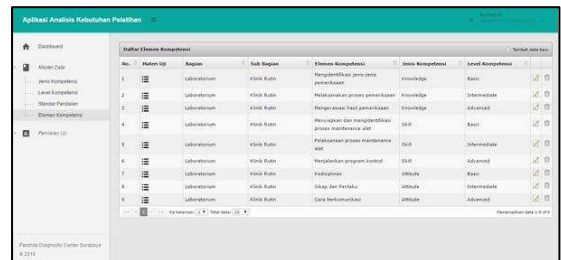 Aplikasi Analisis Kebutuhan Pelatihan
Dashboard
Master Data
Jenis Kompetensi
Level Kompetensi
Standar Penilaian
Elemen Kompetensi
Penilaian Uji
Daftar Elemen Kompetensi
Tambah data baru
No. Materi Uji Bagian Sub Bagian Elemen Kompetensi Jenis Kompetensi Level Kompetensi
1 Laboratorium Klinik Rutin Mengidentifikasi jenis-jenis pemeriksaan Knowledge Basic
2 Laboratorium Klinik Rutin Melaksanakan proses pemeriksaan Knowledge Intermediate
3 Laboratorium Klinik Rutin Mengevaluasi hasil pemeriksaan Knowledge Advanced
4 Laboratorium Klinik Rutin Menyiapkan dan mengidentifikasi proses maintenance alat Skill Basic
5 Laboratorium Klinik Rutin Pelaksanaan proses maintenance alat Skill Intermediate
6 Laboratorium Klinik Rutin Menjalankan program kontrol Skill Advanced
7 Laboratorium Klinik Rutin Kedisiplinan Attitude Basic
8 Laboratorium Klinik Rutin Sikap dan Perilaku Attitude Intermediate
9 Laboratorium Klinik Rutin Cara berkomunikasi Attitude Advanced
1 Ke halaman: 1 Total data: 10 Menampilkan data 1-9 of 9
Parahita Diagnostic Center Surabaya
© 2016